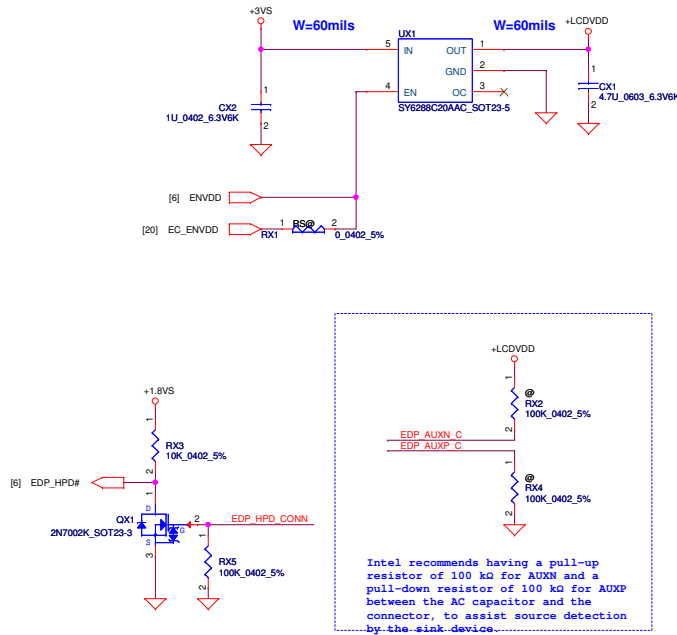 +3VS
W=60mils
UX1
W=60mils
+LCDVDD
5 IN OUT 1
GND 2
4 EN OC 3
SY6288C20AAC_SOT23-5
1
CX2
1U_0402_6.3V6K
2
1
CX1
4.7U_0603_6.3V6K
2
[6] ENVDD
[20] EC_ENVDD
RX1
1 RS@ 2
0_0402_5%
+LCDVDD
1
@
RX2
100K_0402_5%
2
EDP_AUXN_C
EDP_AUXP_C
1
@
RX4
100K_0402_5%
2
+1.8VS
1
RX3
10K_0402_5%
2
[6] EDP_HPD#
1
D
QX1
2N7002K_SOT23-3
G
S
2
EDP_HPD_CONN
3
1
RX5
100K_0402_5%
2
Intel recommends having a pull-up
resistor of 100 kΩ for AUXN and a
pull-down resistor of 100 kΩ for AUXP
between the AC capacitor and the
connector, to assist source detection
by the sink device.